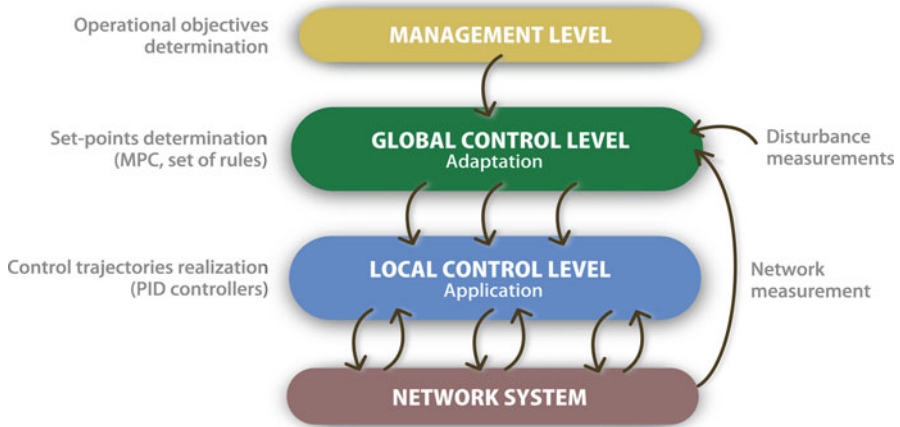 Operational objectives
determination
MANAGEMENT LEVEL
Set-points determination
(MPC, set of rules)
GLOBAL CONTROL LEVEL
Adaptation
Disturbance
measurements
Control trajectories realization
(PID controllers)
LOCAL CONTROL LEVEL
Application
Network
measurement
NETWORK SYSTEM